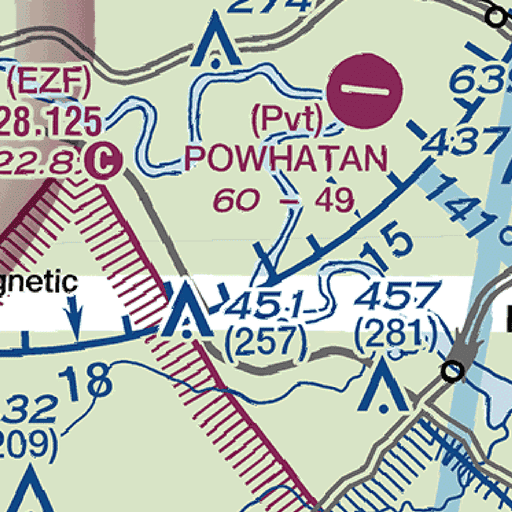 274
(EZF)
28.125
22.8 C
(Pvt)
POWHATAN
60 - 49
639
437
141°
15
gnetic
451
(257)
457
(281)
18
32
209)